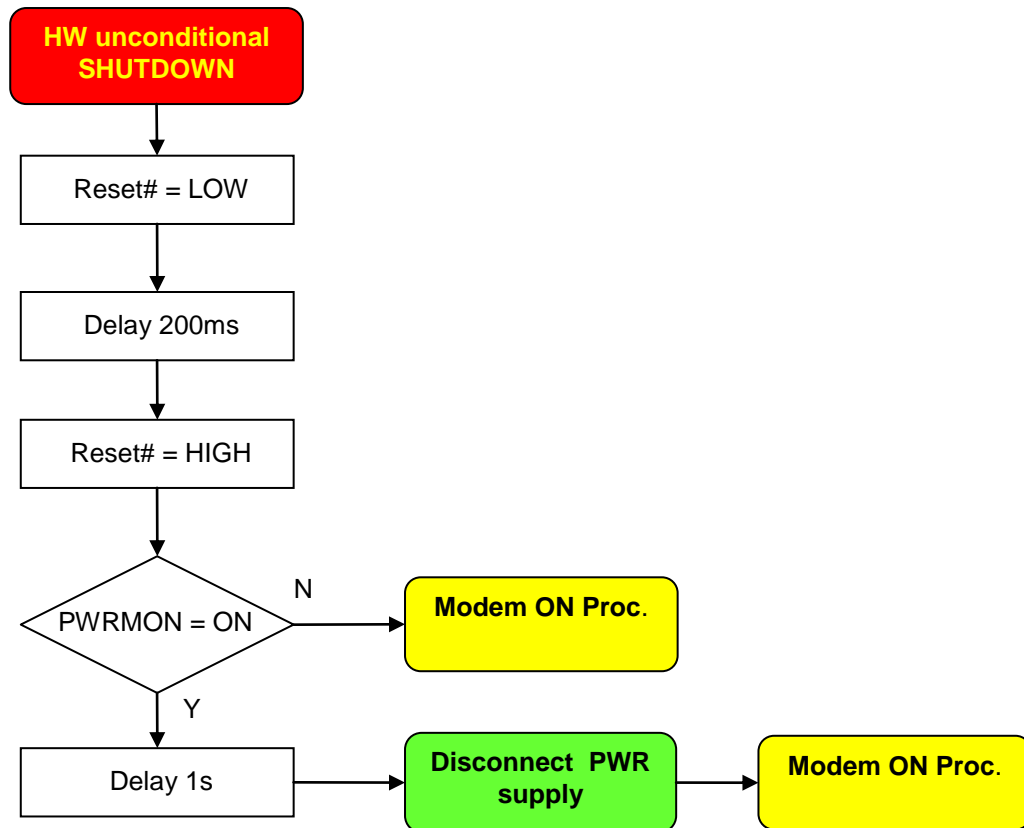 HW unconditional
SHUTDOWN
Reset# = LOW
Delay 200ms
Reset# = HIGH
PWRMON = ON
N
Modem ON Proc.
Y
Delay 1s
Disconnect PWR
supply
Modem ON Proc.